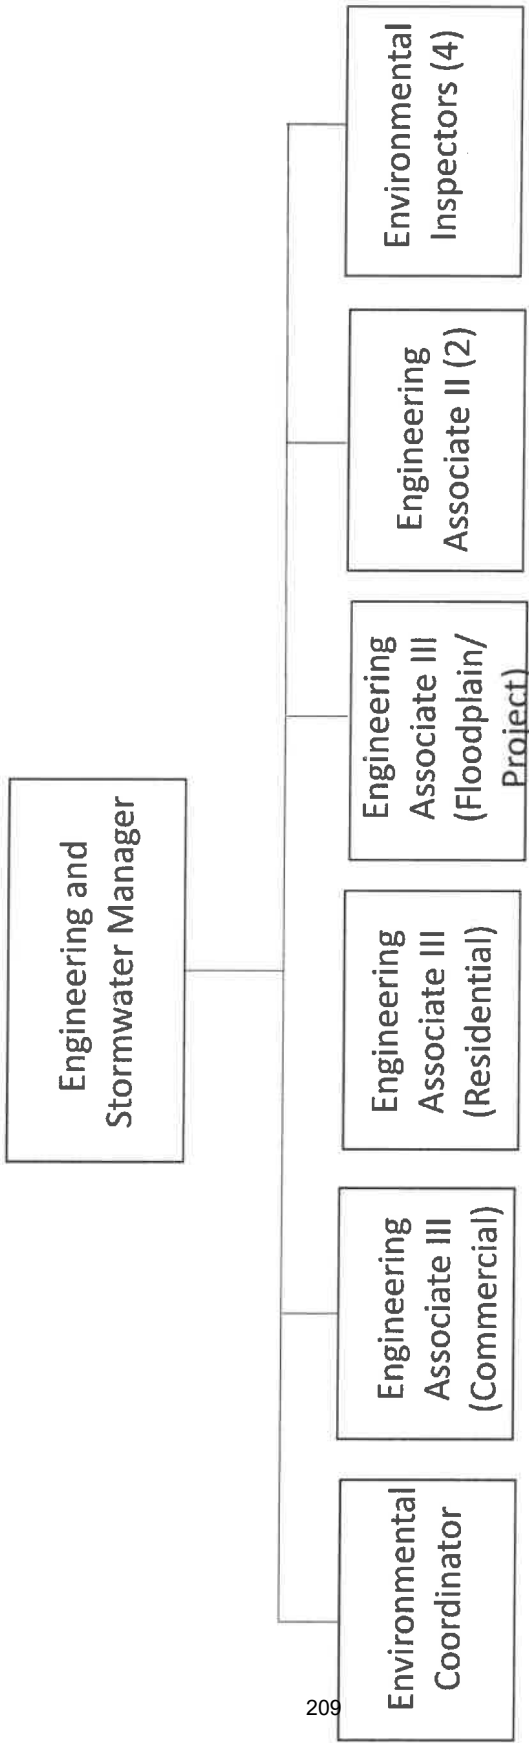 Engineering and
Stormwater Manager
Environmental
Coordinator
Engineering
Associate III
(Commercial)
Engineering
Associate III
(Residential)
Engineering
Associate III
(Floodplain/
Project)
Engineering
Associate II (2)
Environmental
Inspectors (4)
209